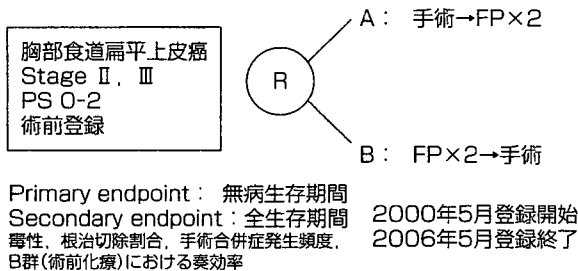 胸部食道扁平上皮癌
Stage Ⅱ, Ⅲ
PS 0-2
術前登録
R
A： 手術→FP×2
B： FP×2→手術
Primary endpoint： 無病生存期間
Secondary endpoint：全生存期間
毒性, 根治切除割合, 手術合併症発生頻度,
B群(術前化療)における奏効率
2000年5月登録開始
2006年5月登録終了